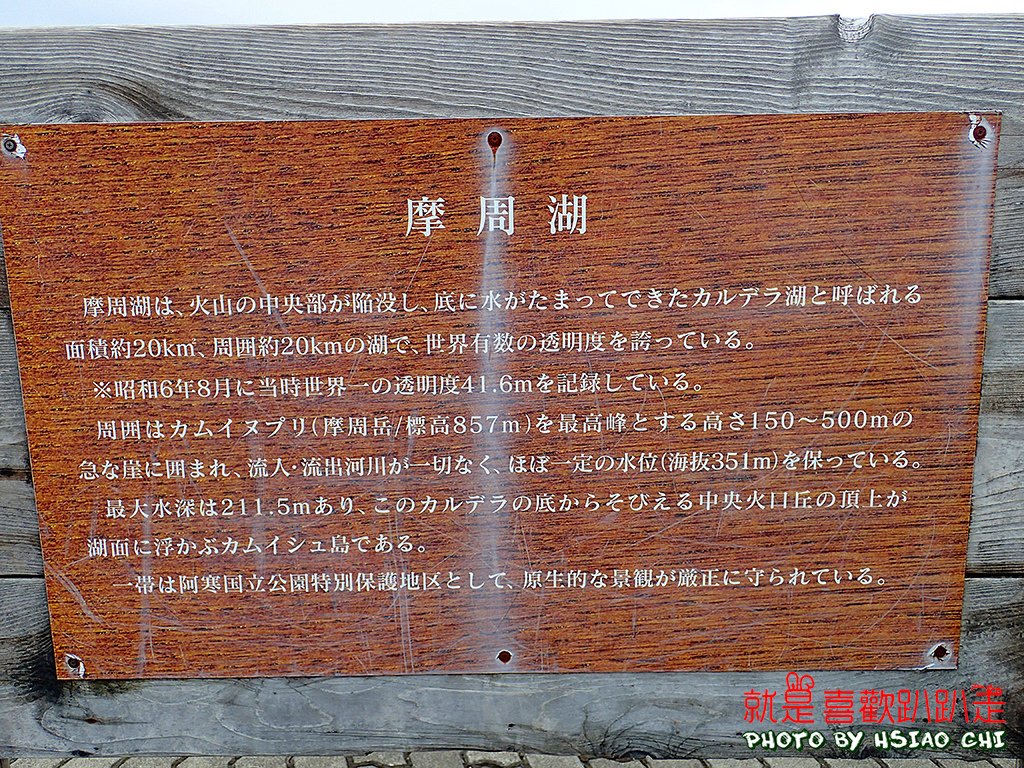 摩周湖
摩周湖は、火山の中央部が陥没し、底に水がたまってできたカルデラ湖と呼ばれる
面積約20k㎡、周囲約20kmの湖で、世界有数の透明度を誇っている。
※昭和6年8月に当時世界一の透明度41.6mを記録している。
周囲はカムイヌプリ(摩周岳/標高857m)を最高峰とする高さ150～500mの
急な崖に囲まれ、流入・流出河川が一切なく、ほぼ一定の水位(海抜351m)を保っている。
最大水深は211.5mあり、このカルデラの底からそびえる中央火口丘の頂上が
湖面に浮かぶカムイシュ島である。
一帯は阿寒国立公園特別保護地区として、原生的な景観が厳正に守られている。
就是喜歡趴趴走
PHOTO BY HSIAO CHI